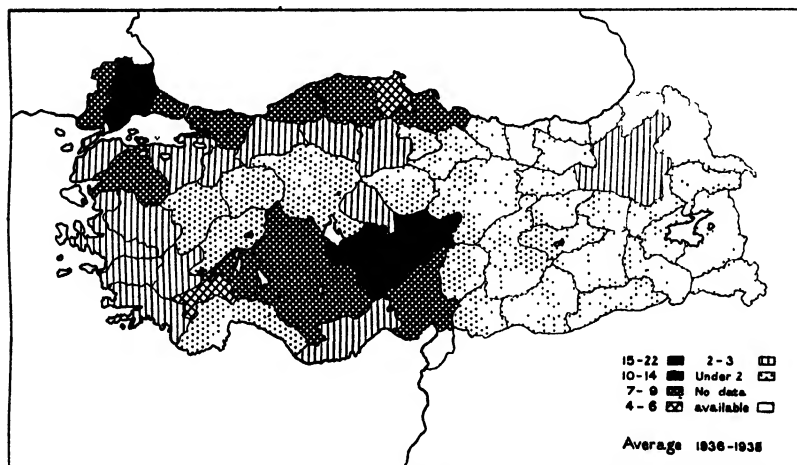 15-22 2-3
10-14 Under 2
7-9 No data
4-6 available
Average 1936-1938